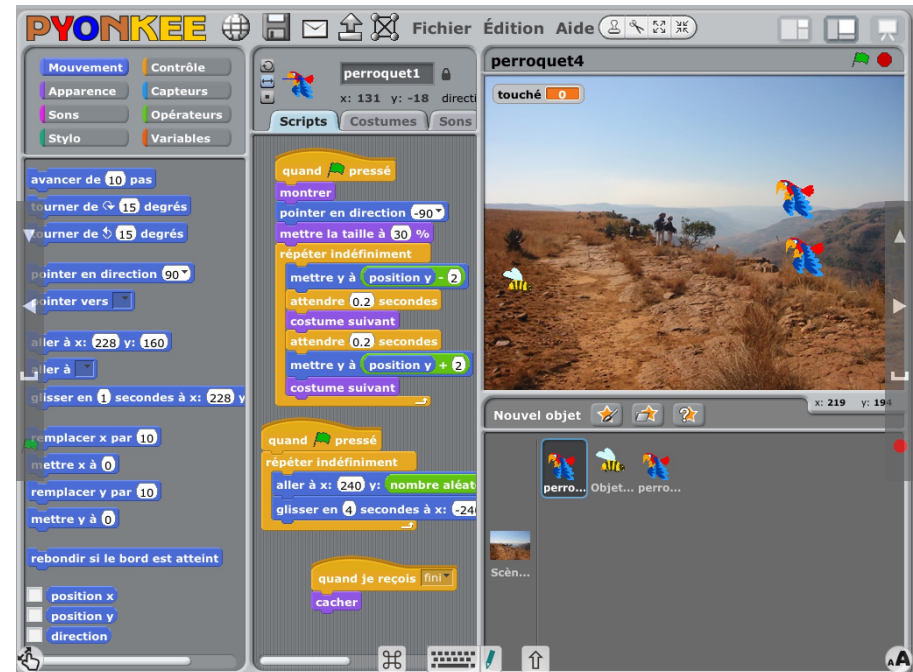 PYONKEE Fichier Édition Aide
Mouvement Contrôle
Apparence Capteurs
Sons Opérateurs
Stylo Variables
avancer de 10 pas
tourner de 15 degrés
tourner de 15 degrés
pointer en direction 90
pointer vers
aller à x: 228 y: 160
aller à
glisser en 1 secondes à x: 228 y
remplacer x par 10
mettre x à 0
remplacer y par 10
mettre y à 0
rebondir si le bord est atteint
position x
position y
direction
perroquet1
x: 131 y: -18 directi
Scripts Costumes Sons
quand pressé
montrer
pointer en direction -90
mettre la taille à 30 %
répéter indéfiniment
mettre y à position y - 2
attendre 0.2 secondes
costume suivant
attendre 0.2 secondes
mettre y à position y + 2
costume suivant
quand pressé
répéter indéfiniment
aller à x: 240 y: nombre aléat
glisser en 4 secondes à x: -240
quand je reçois fini
cacher
perroquet4
touché 0
x: 219 y: 194
Nouvel objet
perro... Objet... perro...
Scèn...
AA